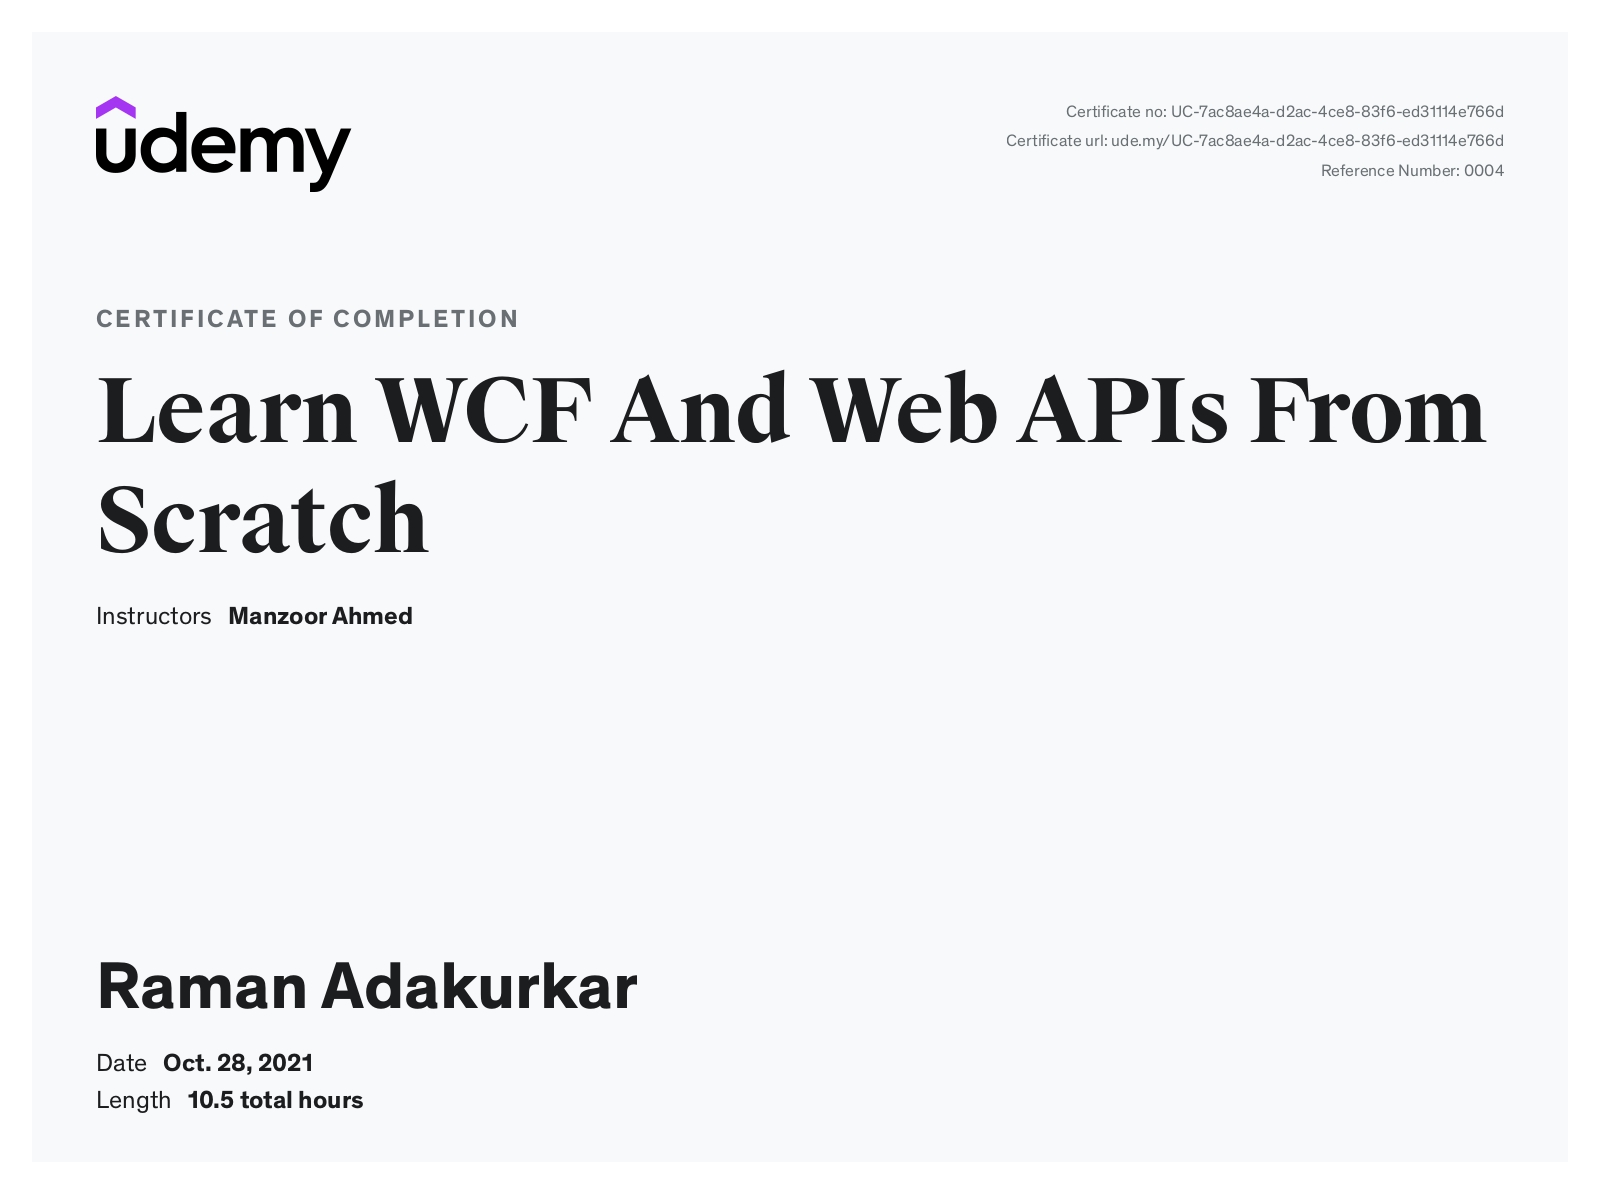 udemy
Certificate no: UC-7ac8ae4a-d2ac-4ce8-83f6-ed31114e766d
Certificate url: ude.my/UC-7ac8ae4a-d2ac-4ce8-83f6-ed31114e766d
Reference Number: 0004
CERTIFICATE OF COMPLETION
Learn WCF And Web APIs From
Scratch
Instructors Manzoor Ahmed
Raman Adakurkar
Date Oct. 28, 2021
Length 10.5 total hours